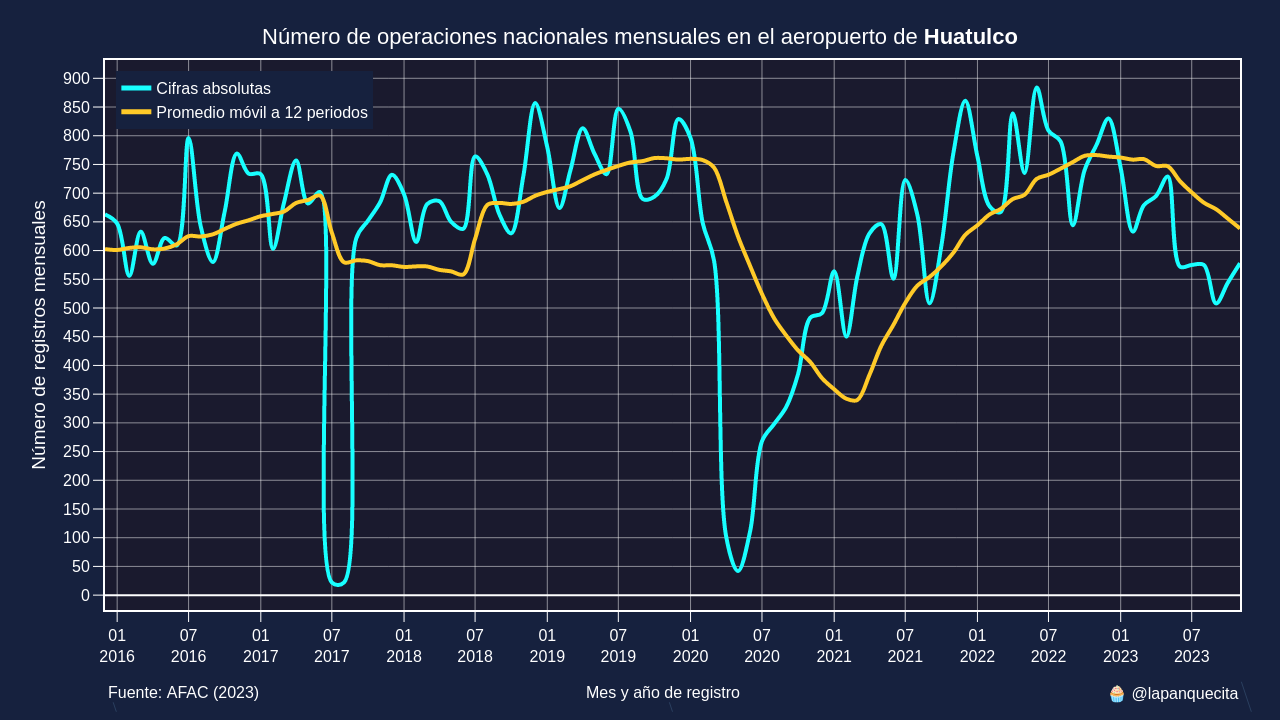 Número de operaciones nacionales mensuales en el aeropuerto de Huatulco
Cifras absolutas
Promedio móvil a 12 periodos
Número de registros mensuales
900
850
800
750
700
650
600
550
500
450
400
350
300
250
200
150
100
50
0
01 07 01 07 01 07 01 07 01 07 01 07 01 07 01 07
2016 2016 2017 2017 2018 2018 2019 2019 2020 2020 2021 2021 2022 2022 2023 2023
Fuente: AFAC (2023)
Mes y año de registro
🧁 @lapanquecita